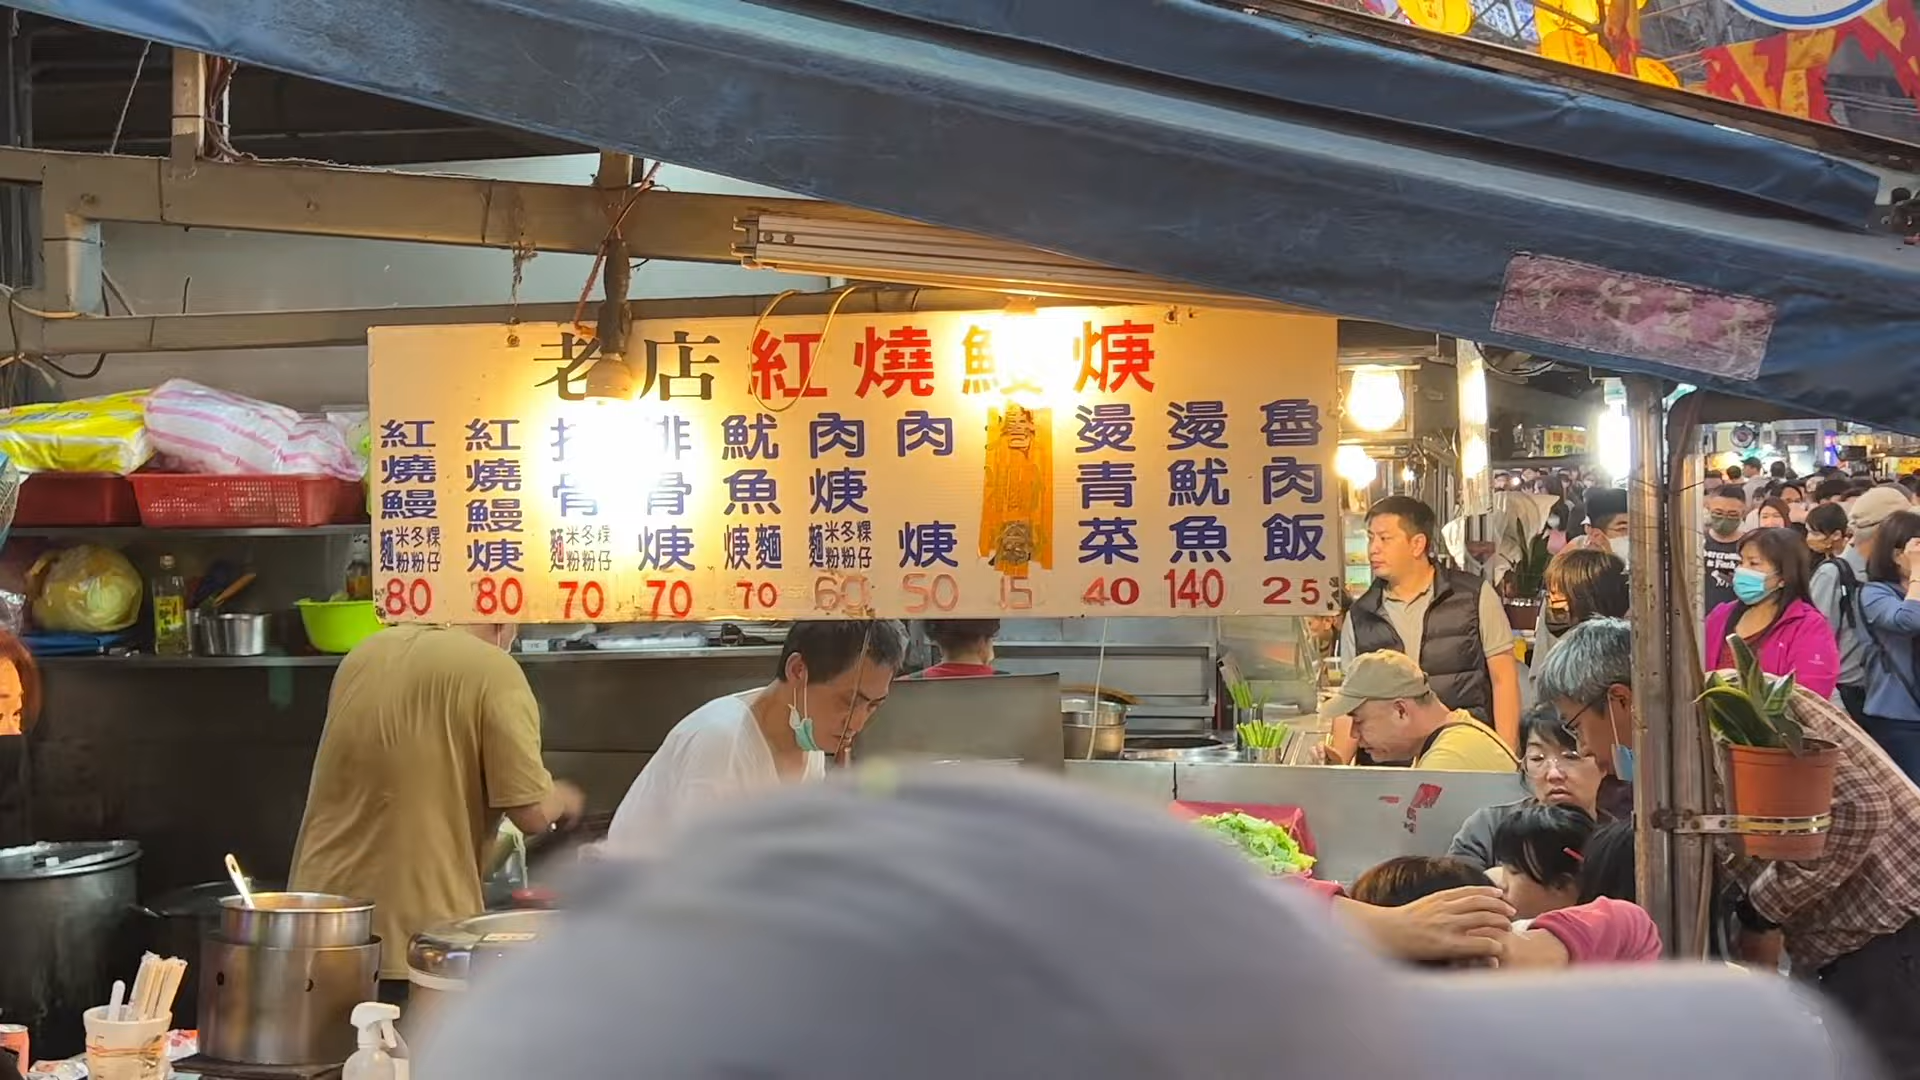 老店 紅燒鰻焿
紅燒鰻麵米粉冬粉粿仔 80
紅燒鰻焿 80
排骨麵米粉冬粉粿仔 70
排骨焿 70
魷魚焿麵 70
肉焿麵米粉冬粉粿仔 60
肉焿 50
15
燙青菜 40
燙魷魚 140
魯肉飯 25